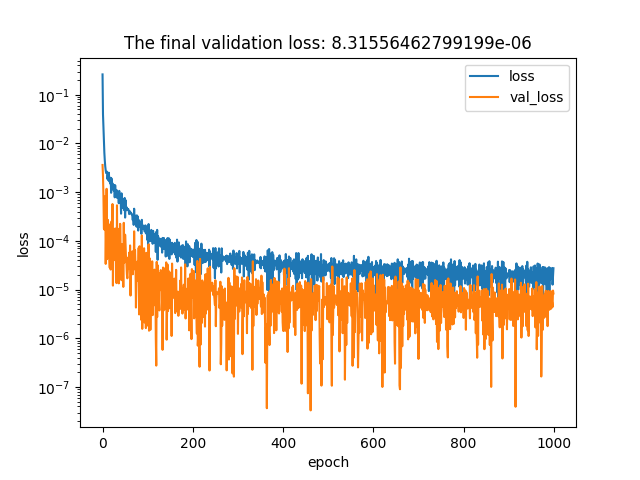 The final validation loss: 8.31556462799199e-06
loss
val_loss
10⁻¹
10⁻²
10⁻³
10⁻⁴
10⁻⁵
10⁻⁶
10⁻⁷
loss
0 200 400 600 800 1000
epoch